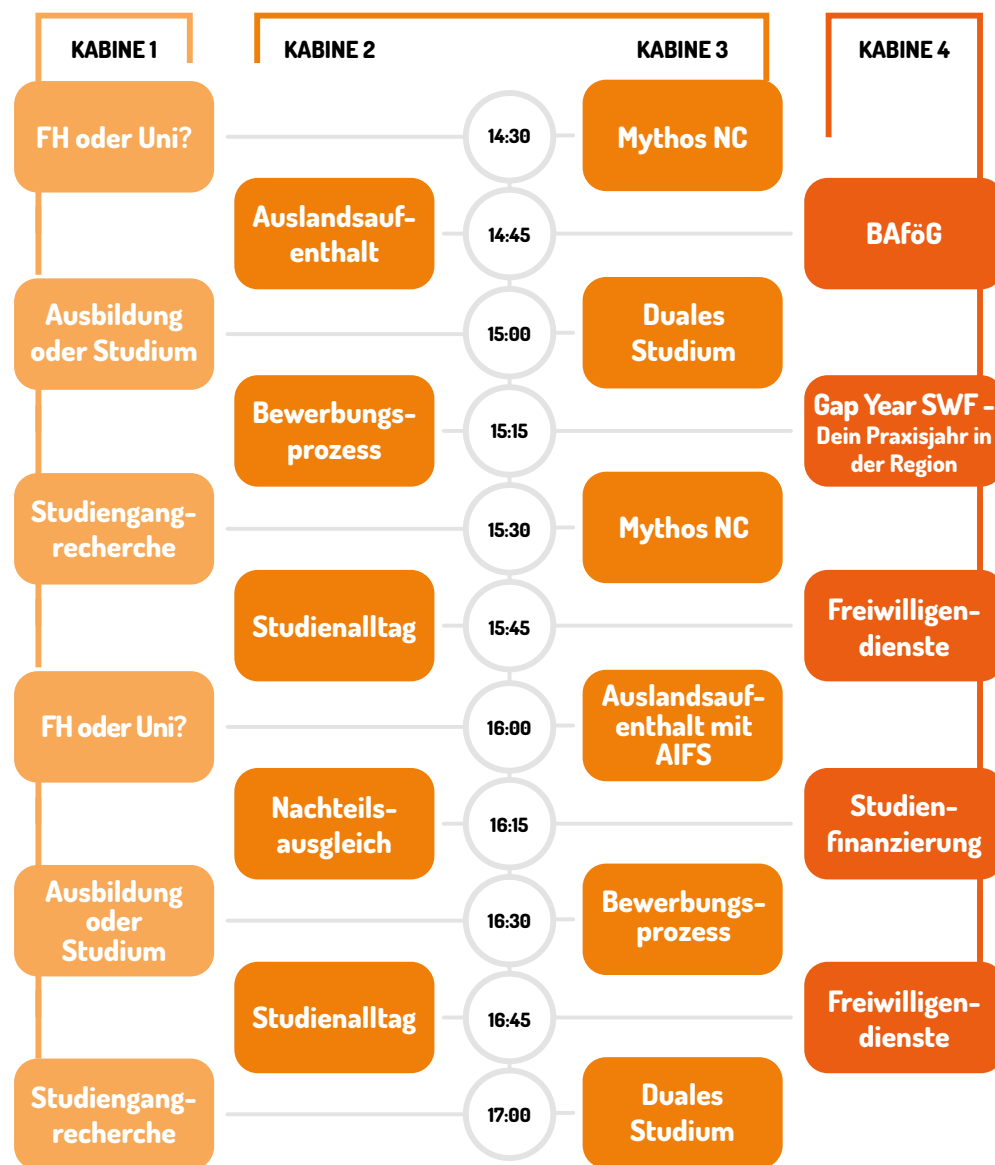 KABINE 1
KABINE 2
KABINE 3
KABINE 4
FH oder Uni?
14:30
Mythos NC
Auslandsauf-
enthalt
14:45
BAföG
Ausbildung
oder Studium
15:00
Duales
Studium
Bewerbungs-
prozess
15:15
Gap Year SWF -
Dein Praxisjahr in
der Region
Studiengang-
recherche
15:30
Mythos NC
Studienalltag
15:45
Freiwilligen-
dienste
FH oder Uni?
16:00
Auslandsauf-
enthalt mit
AIFS
Nachteils-
ausgleich
16:15
Studien-
finanzierung
Ausbildung
oder
Studium
16:30
Bewerbungs-
prozess
Studienalltag
16:45
Freiwilligen-
dienste
Studiengang-
recherche
17:00
Duales
Studium